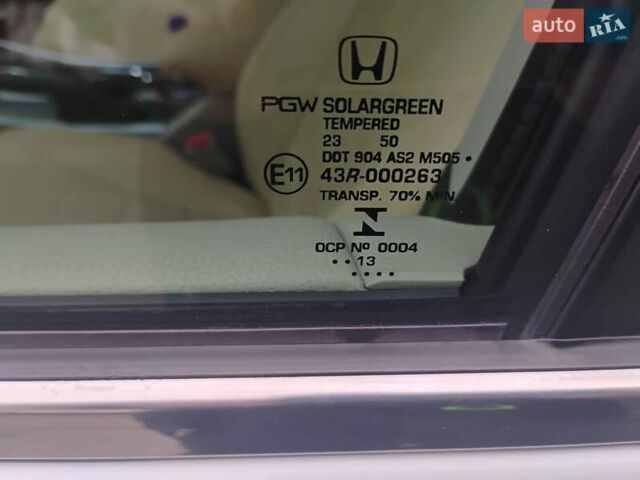 auto RIA.com
PGW SOLARGREEN
TEMPERED
23 50
DOT 904 AS2 M505 •
E11 43R-000263
TRANSP. 70% MIN
N
OCP Nº 0004
• • 13
• • • •